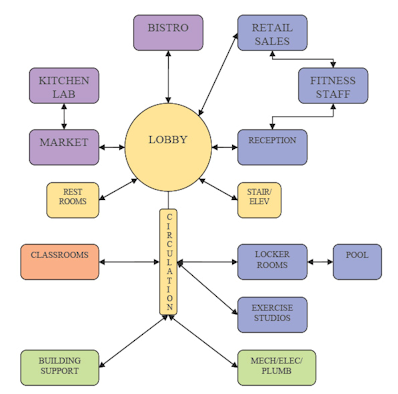 BISTRO
RETAIL
SALES
KITCHEN
LAB
FITNESS
STAFF
MARKET
LOBBY
RECEPTION
REST
ROOMS
STAIR/
ELEV
CIRCULATION
CLASSROOMS
LOCKER
ROOMS
POOL
EXERCISE
STUDIOS
BUILDING
SUPPORT
MECH/ELEC/
PLUMB